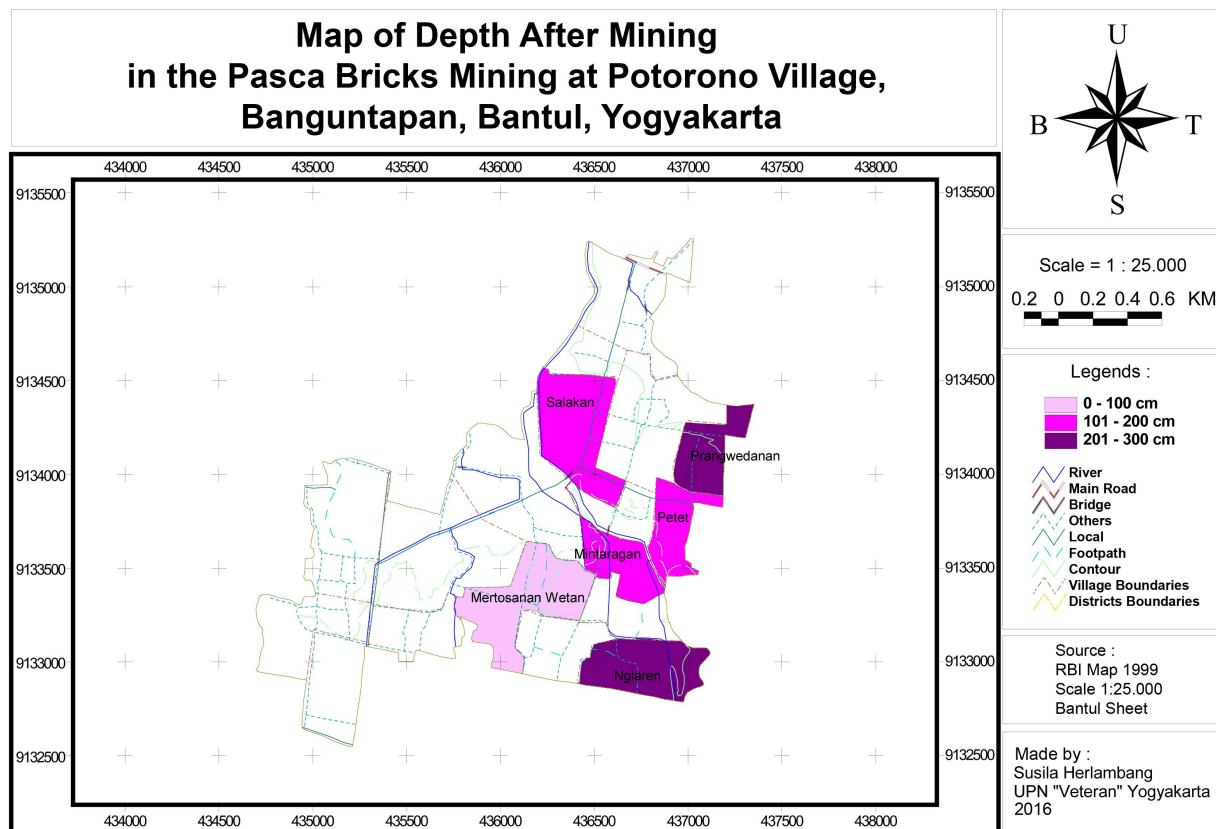 Map of Depth After Mining
in the Pasca Bricks Mining at Potorono Village,
Banguntapan, Bantul, Yogyakarta
U
B T
S
Scale = 1 : 25.000
0.2 0 0.2 0.4 0.6 KM
Legends :
0 - 100 cm
101 - 200 cm
201 - 300 cm
River
Main Road
Bridge
Others
Local
Footpath
Contour
Village Boundaries
Districts Boundaries
Source :
RBI Map 1999
Scale 1:25.000
Bantul Sheet
Made by :
Susila Herlambang
UPN "Veteran" Yogyakarta
2016
434000 434500 435000 435500 436000 436500 437000 437500 438000
9135500 9135500
9135000 9135000
9134500 9134500
Salakan
Prangwedanan
9134000 9134000
Petet
Mintaragan
9133500 9133500
Mertosanan Wetan
9133000 9133000
Nglaren
9132500 9132500
434000 434500 435000 435500 436000 436500 437000 437500 438000